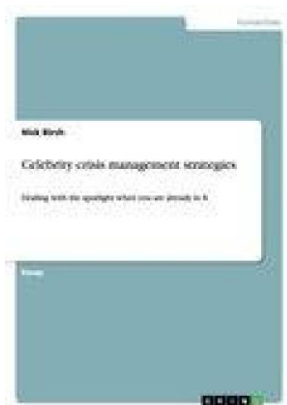 Nick Birch
Celebrity crisis management strategies
Dealing with the spotlight when you are already in it
Essay
GRIN